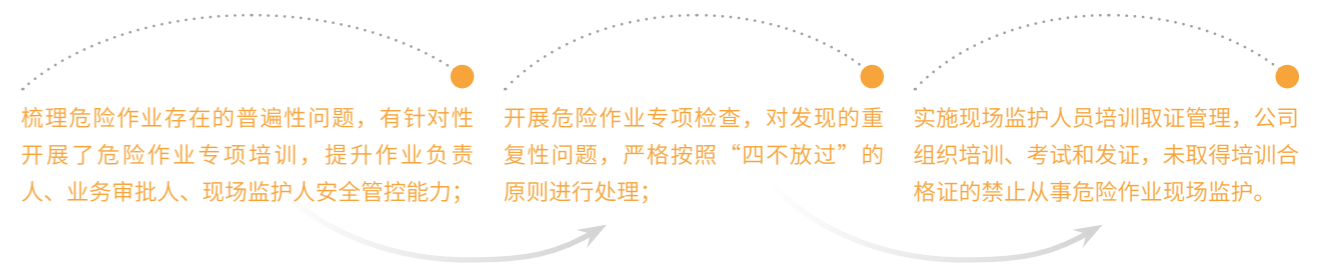 梳理危险作业存在的普遍性问题，有针对性
开展了危险作业专项培训，提升作业负责
人、业务审批人、现场监护人安全管控能力；
开展危险作业专项检查，对发现的重
复性问题，严格按照“四不放过”的
原则进行处理；
实施现场监护人员培训取证管理，公司
组织培训、考试和发证，未取得培训合
格证的禁止从事危险作业现场监护。